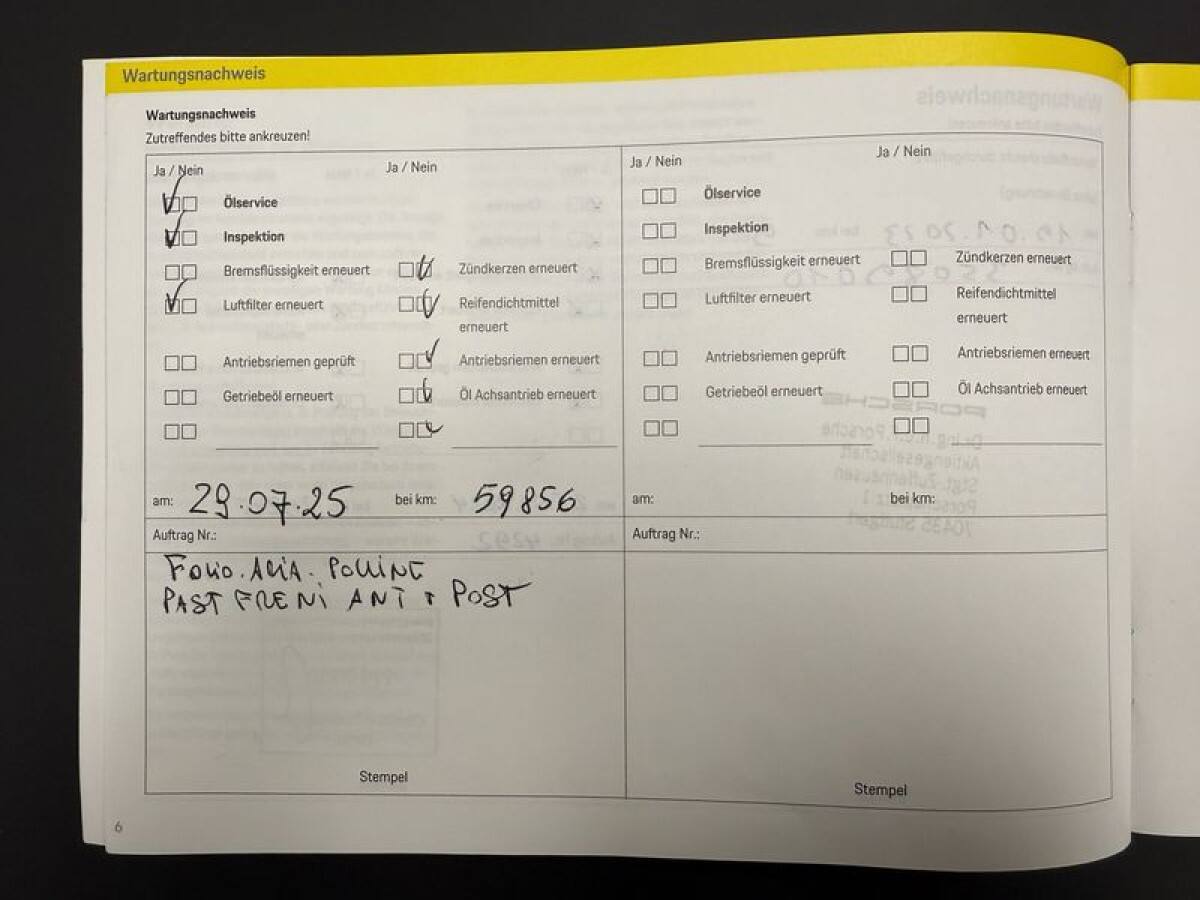 Wartungsnachweis
Wartungsnachweis
Zutreffendes bitte ankreuzen!
Ja / Nein
Ja / Nein
Ölservice
Inspektion
Bremsflüssigkeit erneuert
Zündkerzen erneuert
Luftfilter erneuert
Reifendichtmittel
erneuert
Antriebsriemen geprüft
Antriebsriemen erneuert
Getriebeöl erneuert
Öl Achsantrieb erneuert
am: 29.07.25
bei km: 59856
Auftrag Nr.:
ARIA. POLLINE
PAST FRENI ANT + POST
Stempel
Ja / Nein
Ja / Nein
Ölservice
Inspektion
Bremsflüssigkeit erneuert
Zündkerzen erneuert
Luftfilter erneuert
Reifendichtmittel
erneuert
Antriebsriemen geprüft
Antriebsriemen erneuert
Getriebeöl erneuert
Öl Achsantrieb erneuert
am:
bei km:
Auftrag Nr.:
Stempel
6